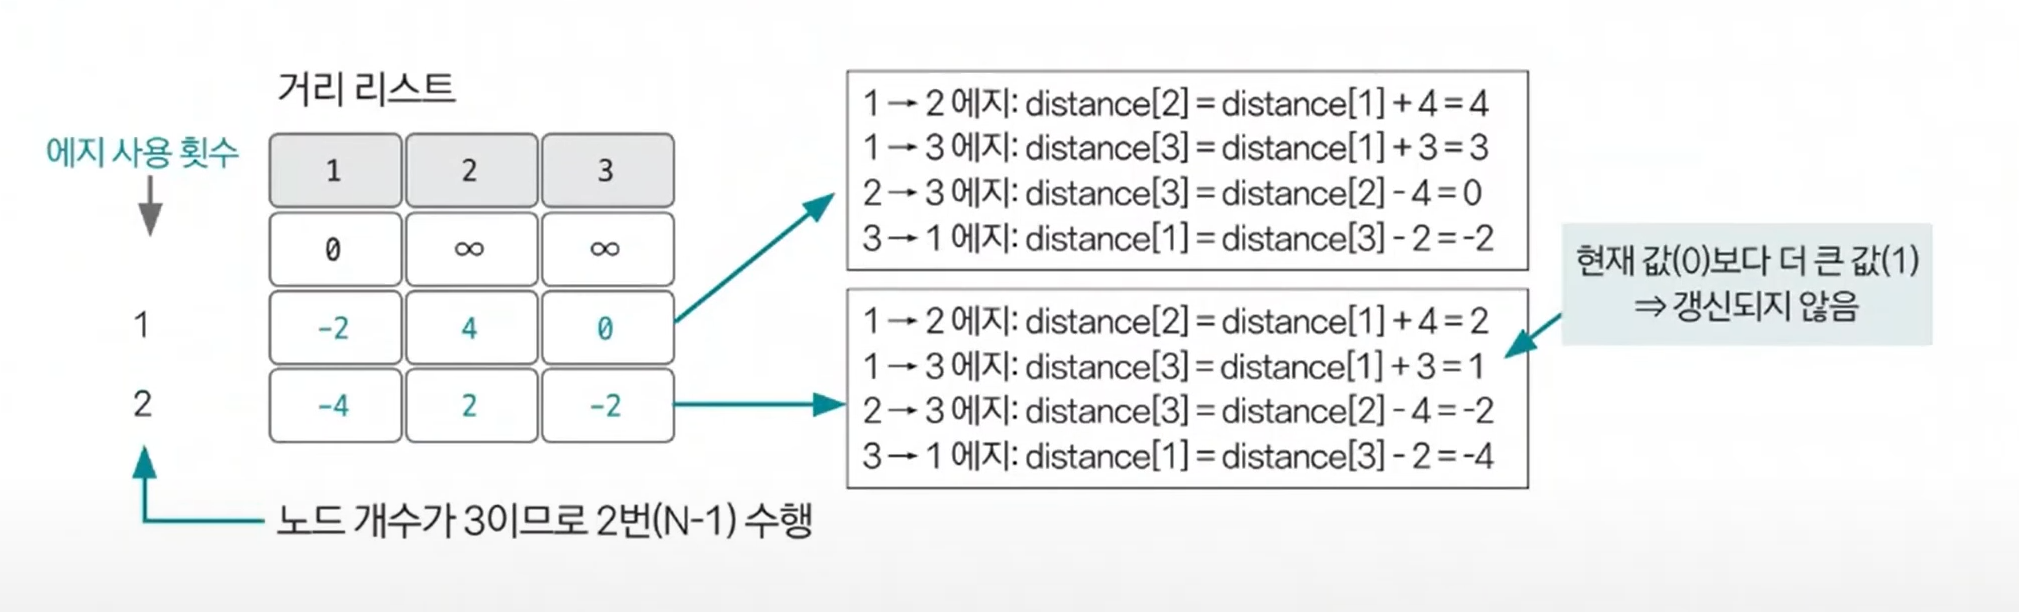 거리 리스트
에지 사용 횟수
1 2 3
0 ∞ ∞
1 -2 4 0
2 -4 2 -2
노드 개수가 3이므로 2번(N-1) 수행
1 → 2 에지: distance[2] = distance[1] + 4 = 4
1 → 3 에지: distance[3] = distance[1] + 3 = 3
2 → 3 에지: distance[3] = distance[2] - 4 = 0
3 → 1 에지: distance[1] = distance[3] - 2 = -2
1 → 2 에지: distance[2] = distance[1] + 4 = 2
1 → 3 에지: distance[3] = distance[1] + 3 = 1
2 → 3 에지: distance[3] = distance[2] - 4 = -2
3 → 1 에지: distance[1] = distance[3] - 2 = -4
현재 값(0)보다 더 큰 값(1)
⇒ 갱신되지 않음